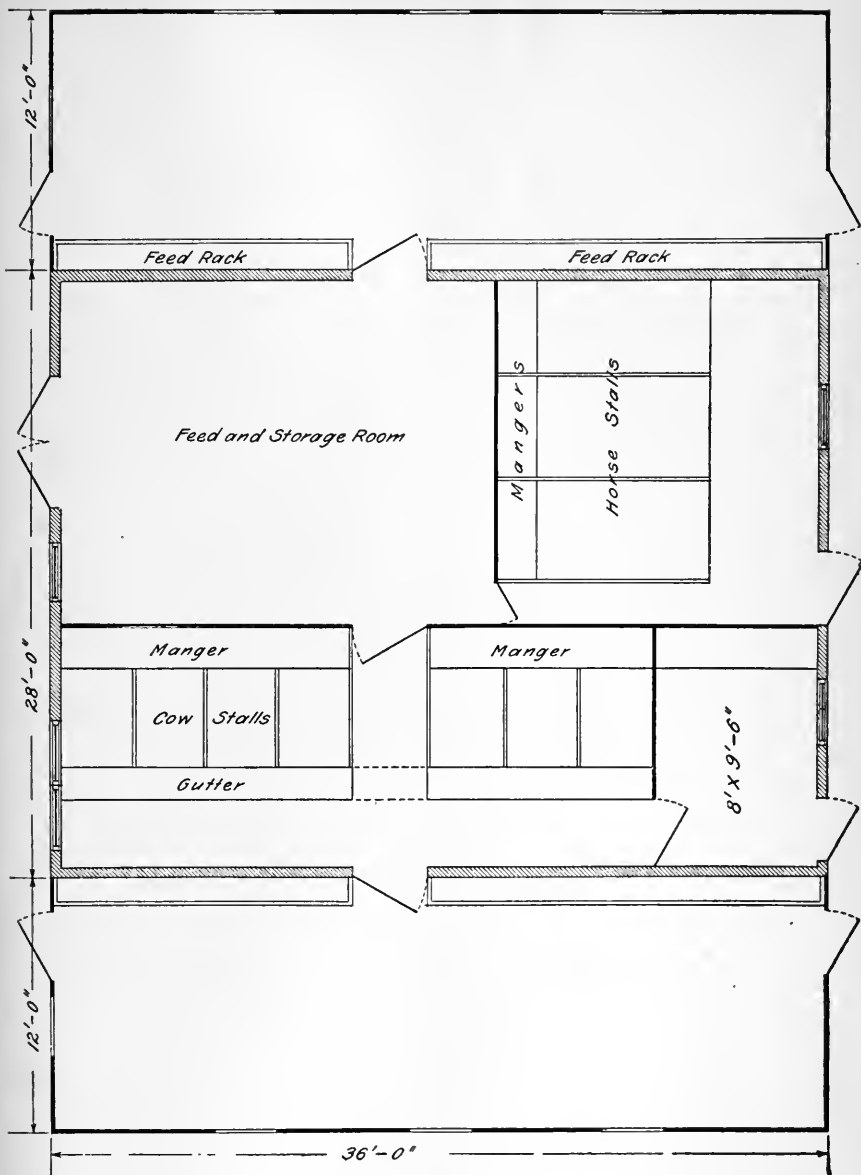 12'-0"
Feed Rack
Feed Rack
Feed and Storage Room
Mangers
Horse Stalls
28'-0"
Manger
Manger
Cow Stalls
8' X 9'-6"
Gutter
12'-0"
36'-0"